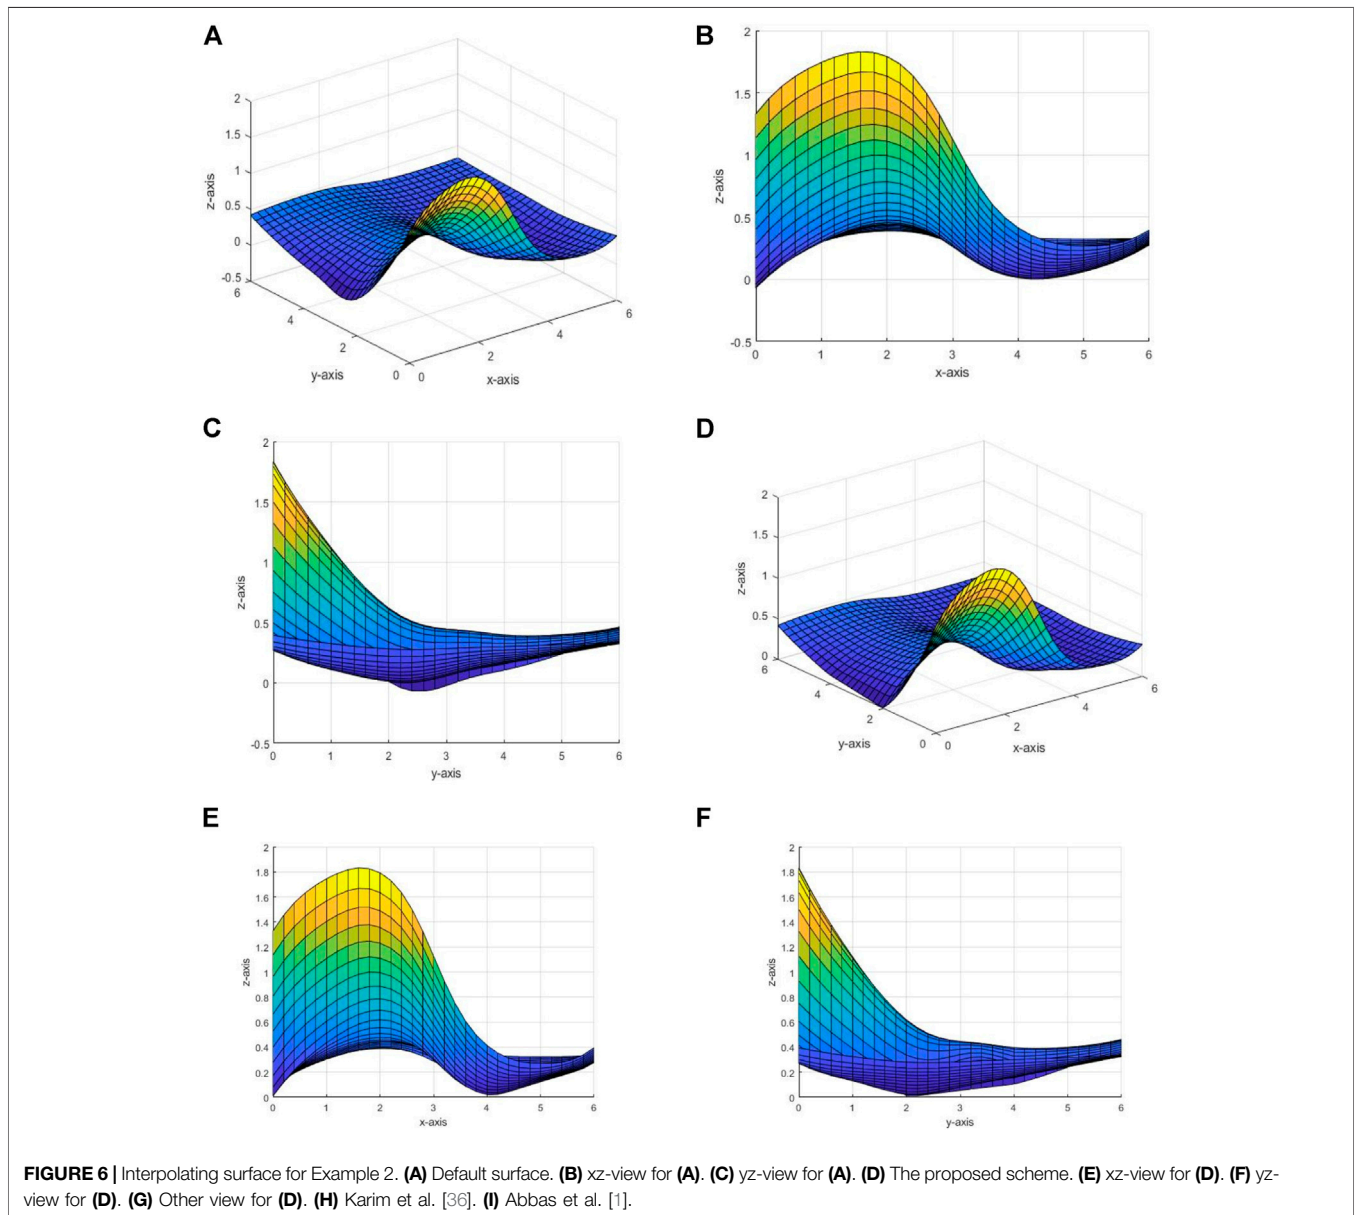 A
2
1.5
1
0.5
0
-0.5
z-axis
6
4
2
0
y-axis
0
2
4
6
x-axis
B
2
1.5
1
0.5
0
-0.5
z-axis
0 1 2 3 4 5 6
x-axis
C
2
1.5
1
0.5
0
-0.5
z-axis
0 1 2 3 4 5 6
y-axis
D
2
1.5
1
0.5
0
z-axis
6
4
2
0
y-axis
0
2
4
6
x-axis
E
2
1.8
1.6
1.4
1.2
1
0.8
0.6
0.4
0.2
0
z-axis
0 1 2 3 4 5 6
x-axis
F
2
1.8
1.6
1.4
1.2
1
0.8
0.6
0.4
0.2
0
z-axis
0 1 2 3 4 5 6
y-axis
FIGURE 6 | Interpolating surface for Example 2. (A) Default surface. (B) xz-view for (A). (C) yz-view for (A). (D) The proposed scheme. (E) xz-view for (D). (F) yz-
view for (D). (G) Other view for (D). (H) Karim et al. [36]. (I) Abbas et al. [1].